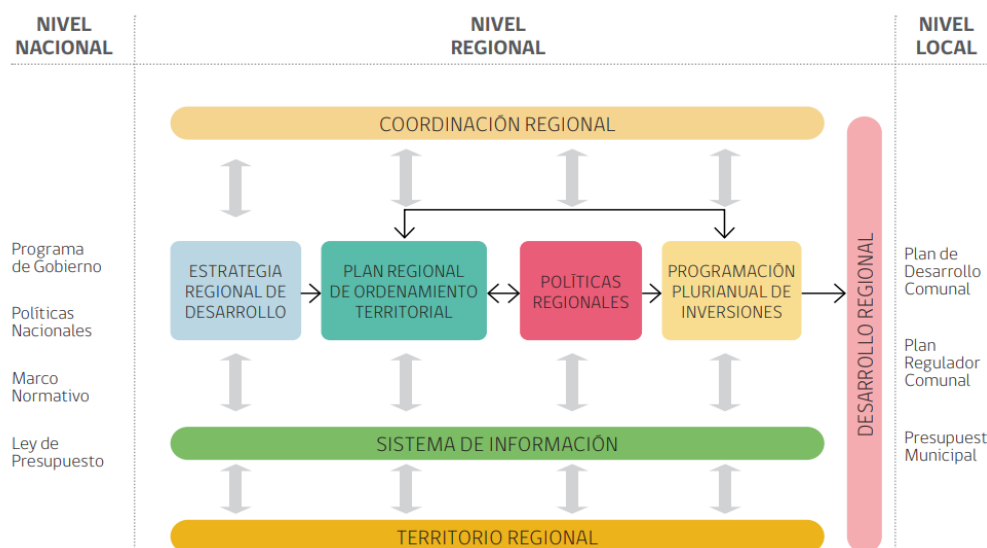 NIVEL
NACIONAL
NIVEL
REGIONAL
NIVEL
LOCAL
COORDINACIÓN REGIONAL
Programa
de Gobierno
Políticas
Nacionales
Marco
Normativo
Ley de
Presupuesto
ESTRATEGIA
REGIONAL DE
DESARROLLO
PLAN REGIONAL
DE ORDENAMIENTO
TERRITORIAL
POLÍTICAS
REGIONALES
PROGRAMACIÓN
PLURIANUAL DE
INVERSIONES
SISTEMA DE INFORMACIÓN
TERRITORIO REGIONAL
DESARROLLO REGIONAL
Plan de
Desarrollo
Comunal
Plan
Regulador
Comunal
Presupuest
Municipal